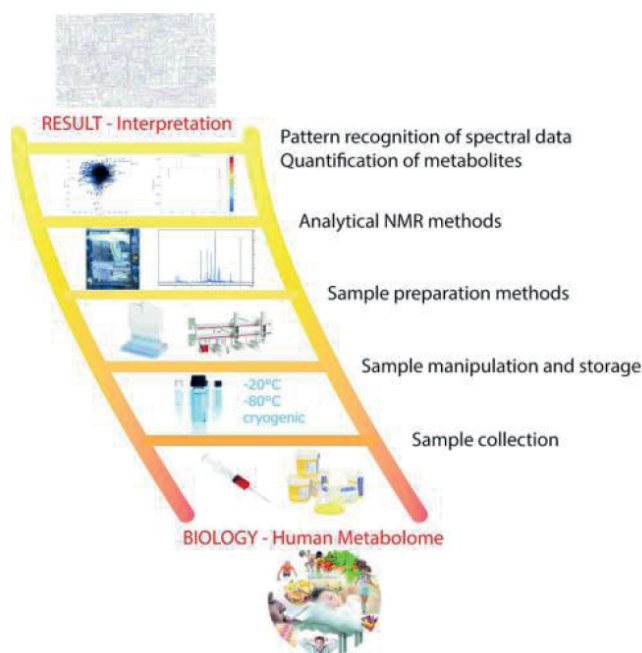 RESULT - Interpretation
Pattern recognition of spectral data
Quantification of metabolites
Analytical NMR methods
Sample preparation methods
Sample manipulation and storage
-20°C
-80°C
cryogenic
Sample collection
BIOLOGY - Human Metabolome